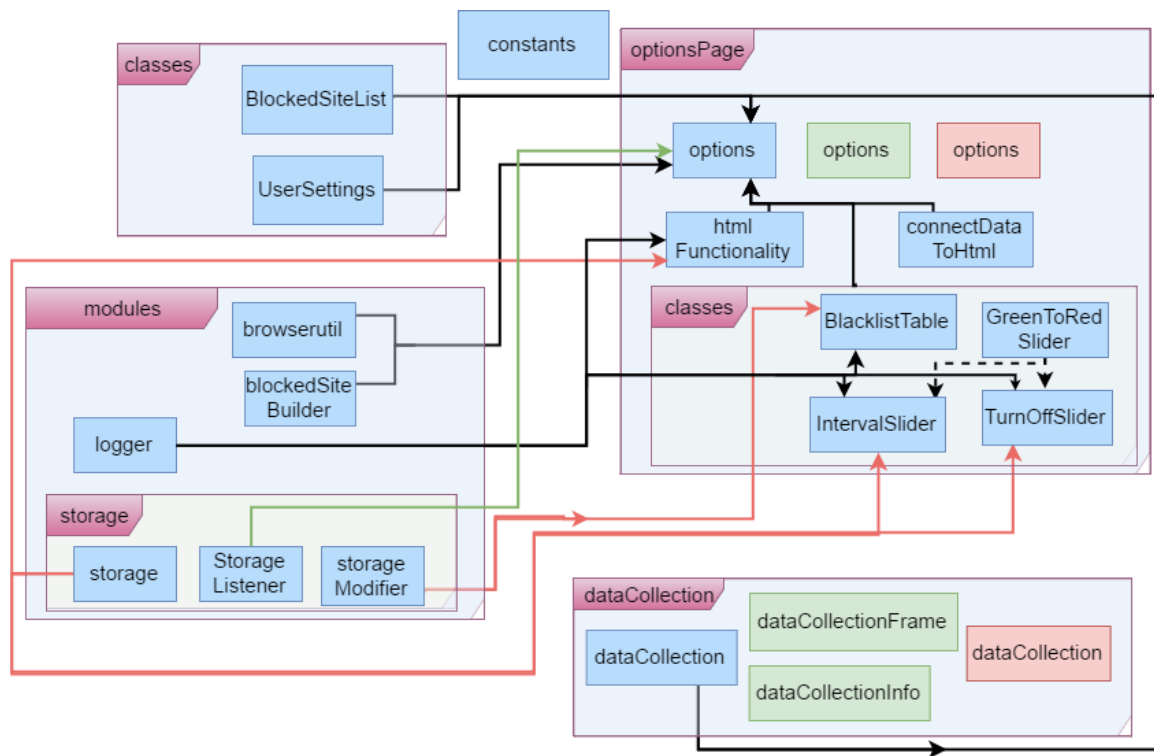 constants
classes
BlockedSiteList
UserSettings
optionsPage
options
options
options
html
Functionality
connectData
ToHtml
classes
BlacklistTable
GreenToRed
Slider
IntervalSlider
TurnOffSlider
modules
browserutil
blockedSite
Builder
logger
storage
storage
Storage
Listener
storage
Modifier
dataCollection
dataCollection
dataCollectionFrame
dataCollectionInfo
dataCollection